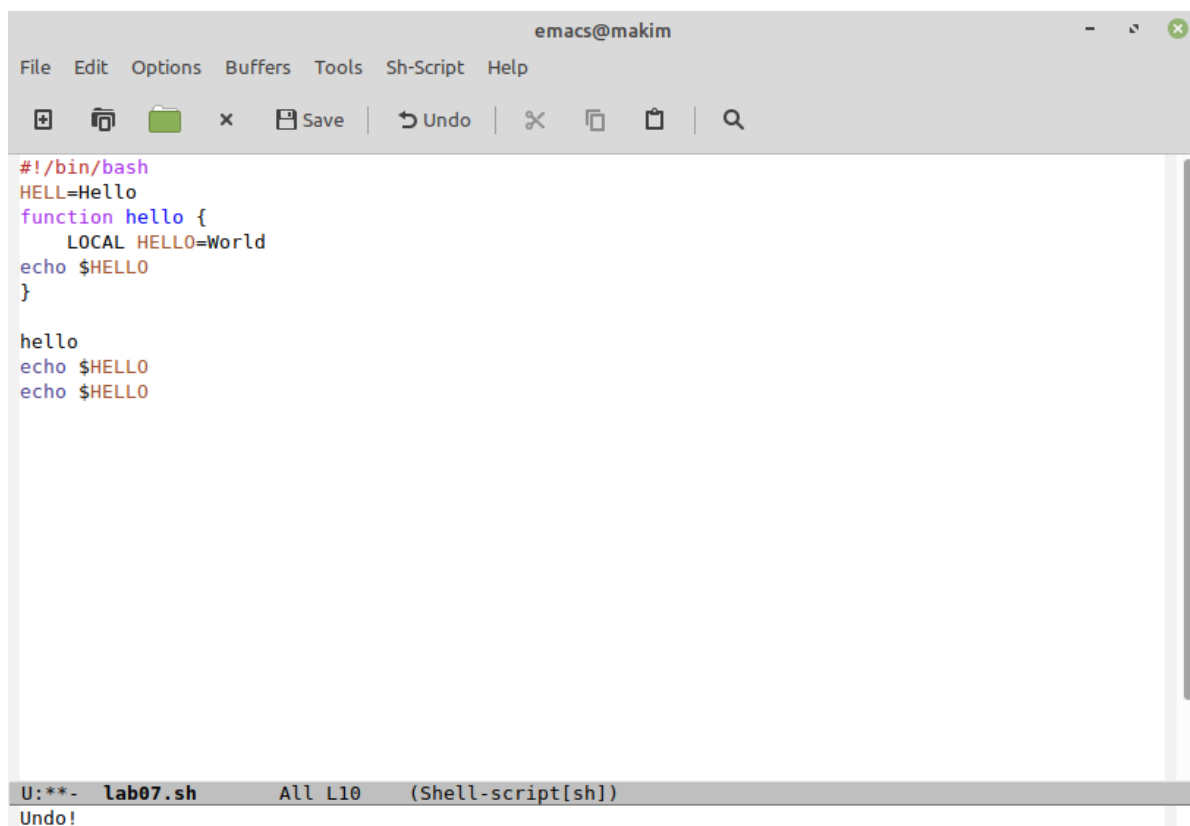 emacs@makim
File Edit Options Buffers Tools Sh-Script Help
Save Undo
#!/bin/bash
HELL=Hello
function hello {
    LOCAL HELLO=World
echo $HELLO
}
hello
echo $HELLO
echo $HELLO
U:**- lab07.sh All L10 (Shell-script[sh])
Undo!